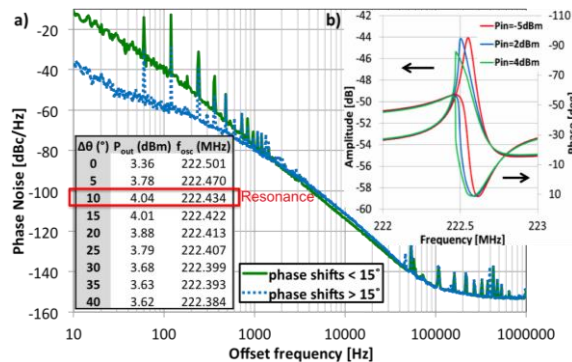 a)
Phase Noise [dBc/Hz]
-10
-40
-70
-100
-130
-160
10
100
1000
10000
100000
1000000
Offset frequency [Hz]
Δθ (°) Pout (dBm) fosc (MHz)
0 3.36 222.501
5 3.78 222.470
10 4.04 222.434 Resonance
15 4.01 222.422
20 3.88 222.413
25 3.79 222.407
30 3.68 222.399
35 3.63 222.393
40 3.62 222.384
phase shifts < 15°
phase shifts > 15°
b)
Amplitude [dB]
-42
-44
-46
-48
-50
-52
-54
-56
-58
-60
Pin=-5dBm
Pin=2dBm
Pin=4dBm
-110
-90
-70
-50
-30
-10
10
Phase [°]
222
222.5
223
Frequency [MHz]